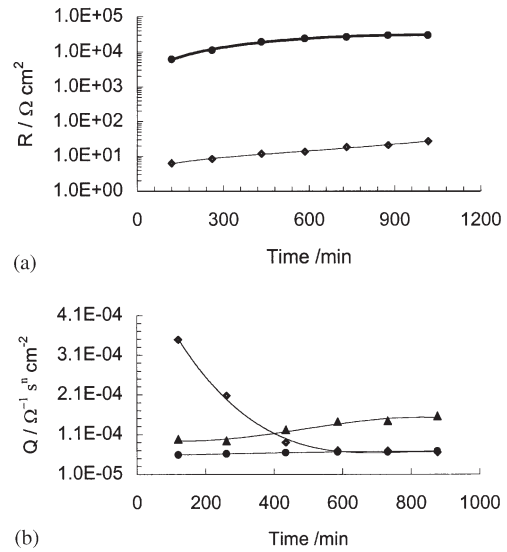 1.0E+05
1.0E+04
1.0E+03
1.0E+02
1.0E+01
1.0E+00
R / Ω cm²
0 300 600 900 1200
Time /min
(a)
4.1E-04
3.1E-04
2.1E-04
1.1E-04
1.0E-05
Q / Ω⁻¹ sⁿ cm⁻²
0 200 400 600 800 1000
Time /min
(b)